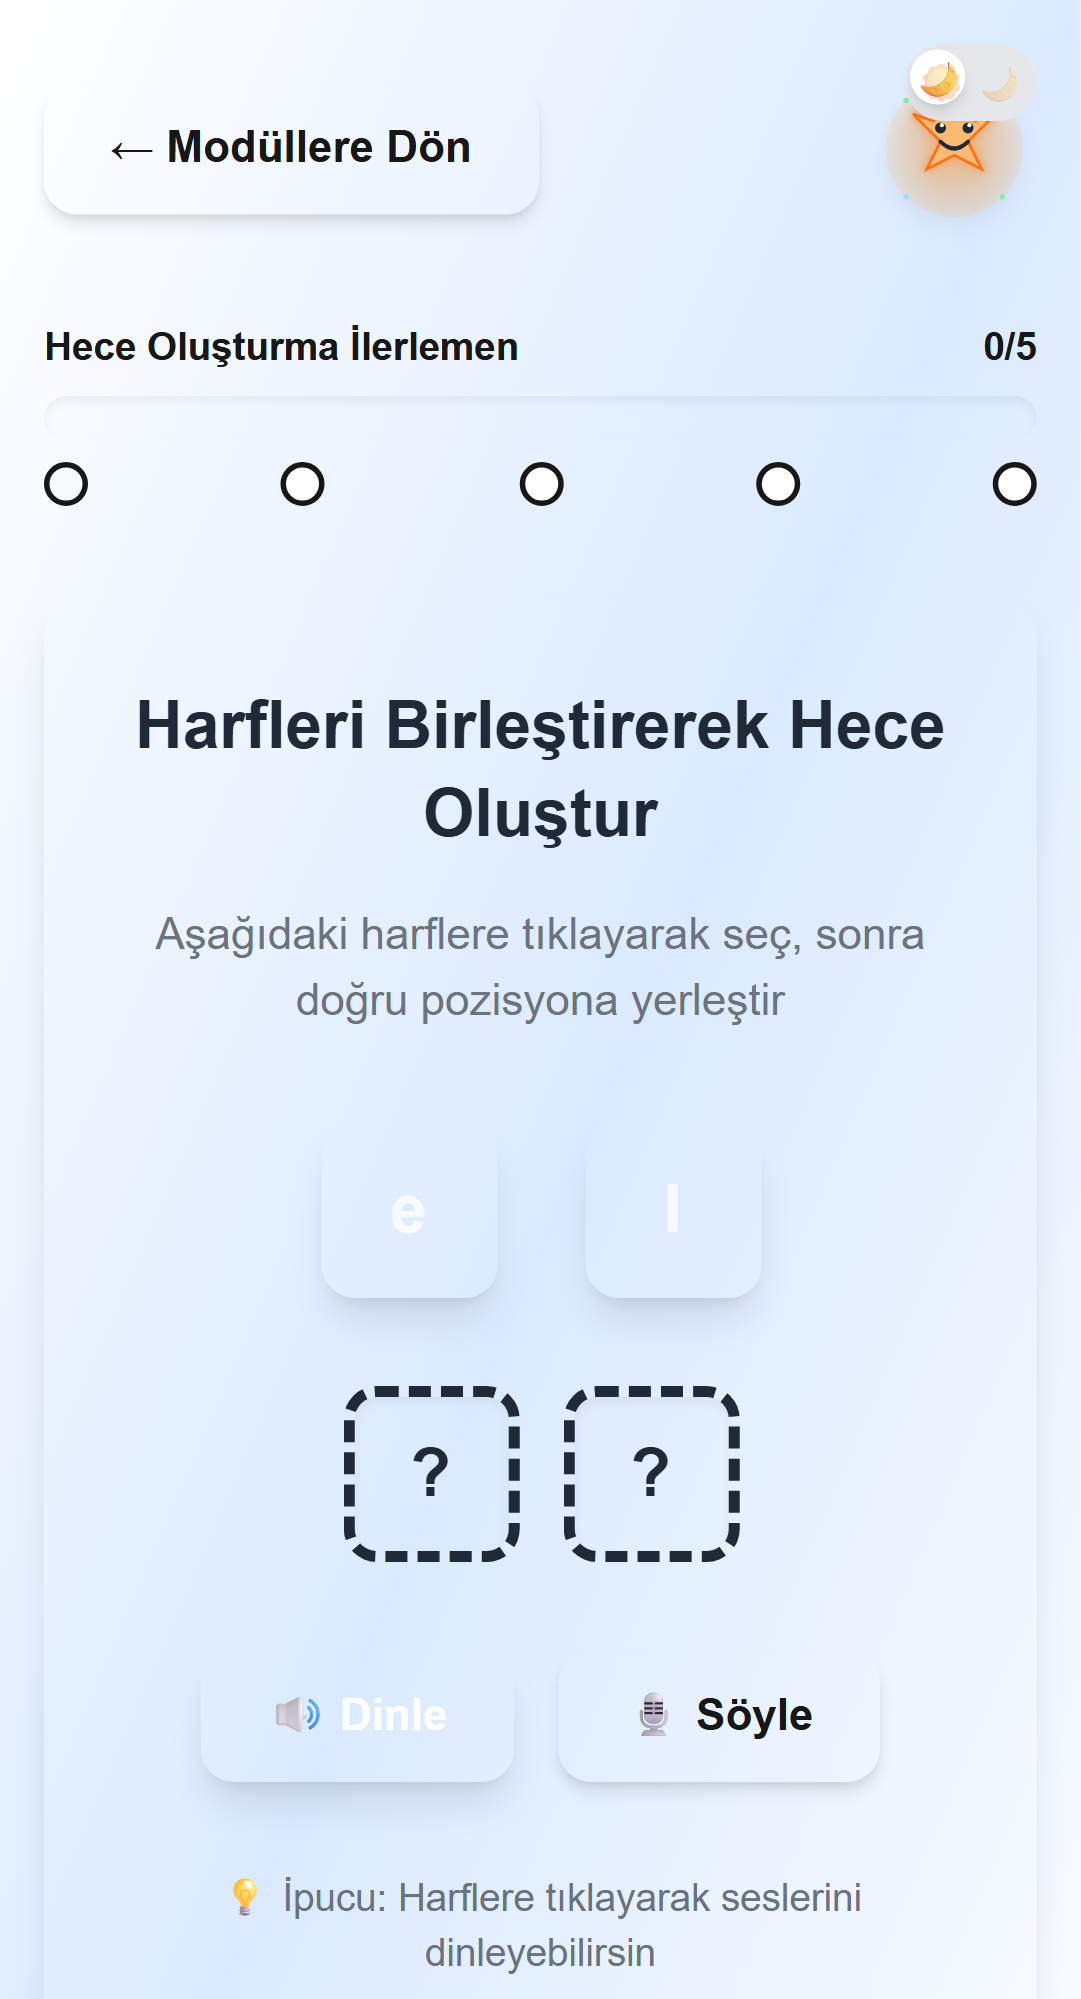 ← Modüllere Dön
Hece Oluşturma İlerlemen
0/5
Harfleri Birleştirerek Hece
Oluştur
Aşağıdaki harflere tıklayarak seç, sonra
doğru pozisyona yerleştir
e l
? ?
Dinle
Söyle
İpucu: Harflere tıklayarak seslerini
dinleyebilirsin